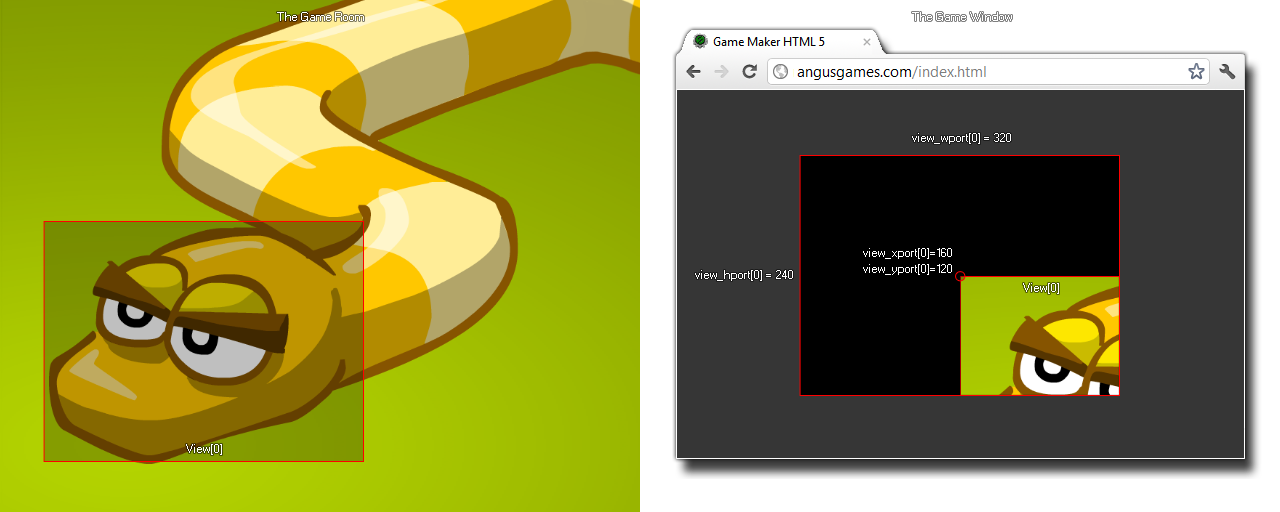 The Game Room
View[0]
The Game Window
Game Maker HTML 5
angusgames.com/index.html
view_wport[0] = 320
view_hport[0] = 240
view_xport[0]=160
view_yport[0]=120
View[0]